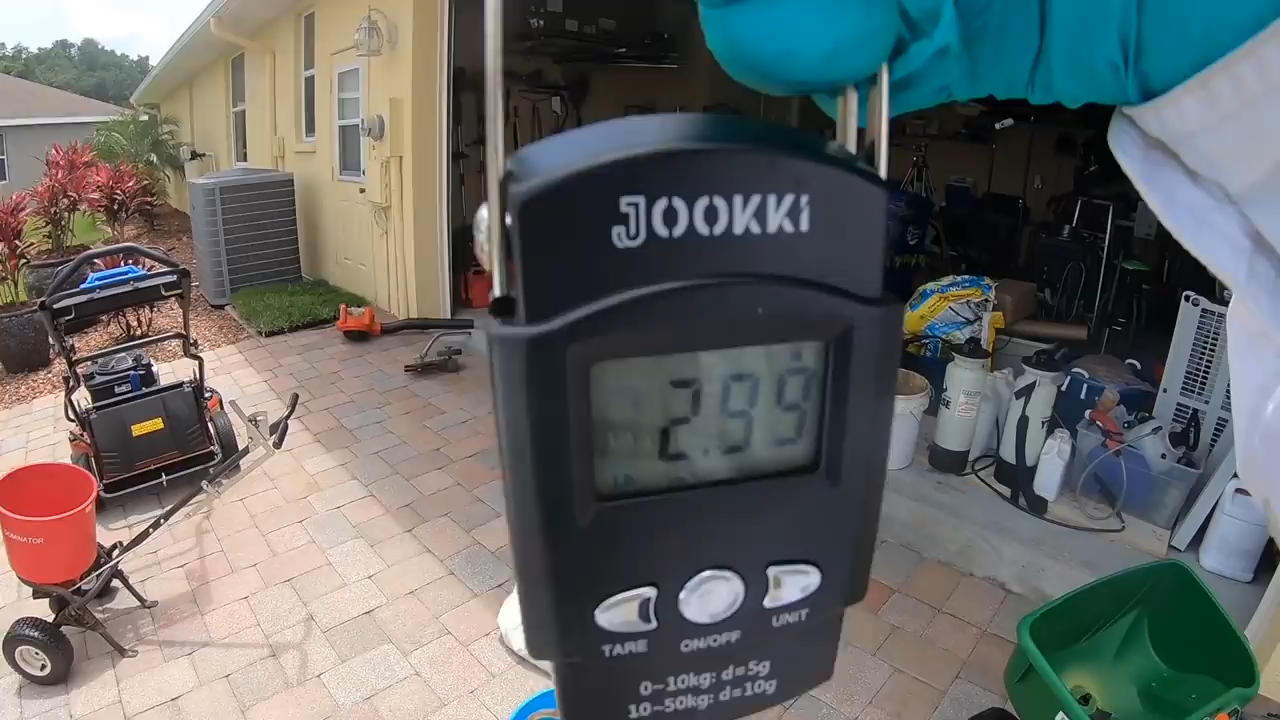 JOOKKI
2.99
TARE
ON/OFF
UNIT
0~10kg: d=5g
10~50kg: d=10g